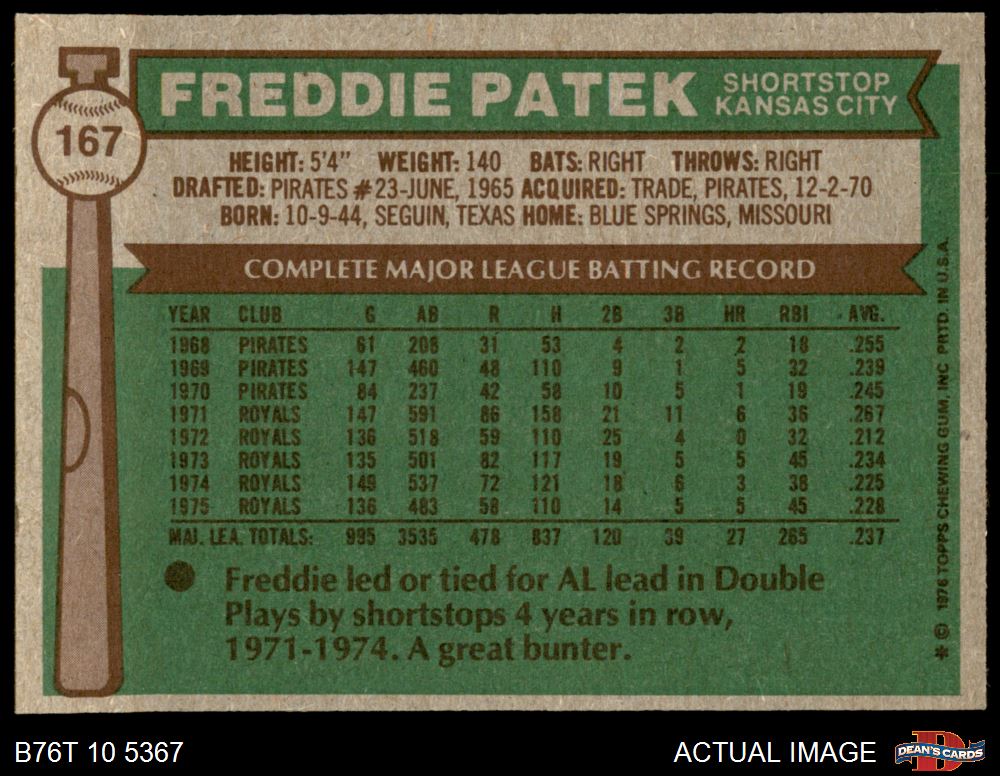 167
FREDDIE PATEK
SHORTSTOP
KANSAS CITY
HEIGHT: 5'4" WEIGHT: 140 BATS: RIGHT THROWS: RIGHT
DRAFTED: PIRATES #23-JUNE, 1965 ACQUIRED: TRADE, PIRATES, 12-2-70
BORN: 10-9-44, SEGUIN, TEXAS HOME: BLUE SPRINGS, MISSOURI
COMPLETE MAJOR LEAGUE BATTING RECORD
YEAR CLUB G AB R H 2B 3B HR RBI AVG.
1968 PIRATES 61 208 31 53 4 2 2 18 .255
1969 PIRATES 147 460 48 110 9 1 5 32 .239
1970 PIRATES 84 237 42 58 10 5 1 19 .245
1971 ROYALS 147 591 86 158 21 11 6 36 .267
1972 ROYALS 136 518 59 110 25 4 0 32 .212
1973 ROYALS 135 501 82 117 19 5 5 45 .234
1974 ROYALS 149 537 72 121 18 6 3 38 .225
1975 ROYALS 136 483 58 110 14 5 5 45 .228
MAJ. LEA. TOTALS: 995 3535 478 837 120 39 27 265 .237
● Freddie led or tied for AL lead in Double
Plays by shortstops 4 years in row,
1971-1974. A great bunter.
* © 1976 TOPPS CHEWING GUM, INC PRTD. IN U.S.A.
B76T 10 5367
ACTUAL IMAGE
DEAN'S CARDS